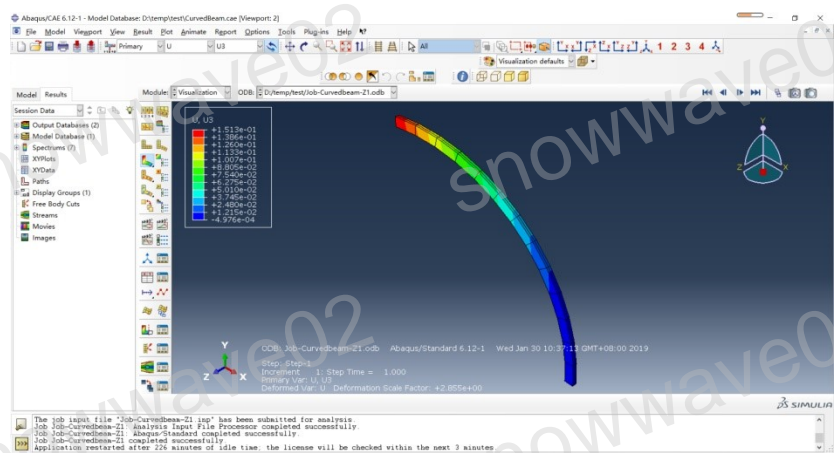 Abaqus/CAE 6.12-1 - Model Database: D:\temp\test\CurvedBeam.cae [Viewport: 2]
File Model Viewport View Result Plot Animate Report Options Tools Plug-ins Help
Primary U U3 All 1 2 3 4
Visualization defaults
Model Results Module: Visualization ODB: D:/temp/test/Job-Curvedbeam-Z1.odb
Session Data
Output Databases (2)
Model Database (1)
Spectrums (7)
XYPlots
XYData
Paths
Display Groups (1)
Free Body Cuts
Streams
Movies
Images
U, U3
+1.513e-01
+1.386e-01
+1.260e-01
+1.133e-01
+1.007e-01
+8.805e-02
+7.540e-02
+6.275e-02
+5.010e-02
+3.745e-02
+2.480e-02
+1.215e-02
-4.976e-04
Y
Z X
Y
Z X
ODB: Job-Curvedbeam-Z1.odb Abaqus/Standard 6.12-1 Wed Jan 30 10:37:13 GMT+08:00 2019
Step: Step-1
Increment 1: Step Time = 1.000
Primary Var: U, U3
Deformed Var: U Deformation Scale Factor: +2.855e+00
SIMULIA
The job input file "Job-Curvedbeam-Z1.inp" has been submitted for analysis.
Job Job-Curvedbeam-Z1: Analysis Input File Processor completed successfully.
Job Job-Curvedbeam-Z1: Abaqus/Standard completed successfully.
Job Job-Curvedbeam-Z1 completed successfully.
Application restarted after 226 minutes of idle time; the license will be checked within the next 3 minutes.
snowwave02